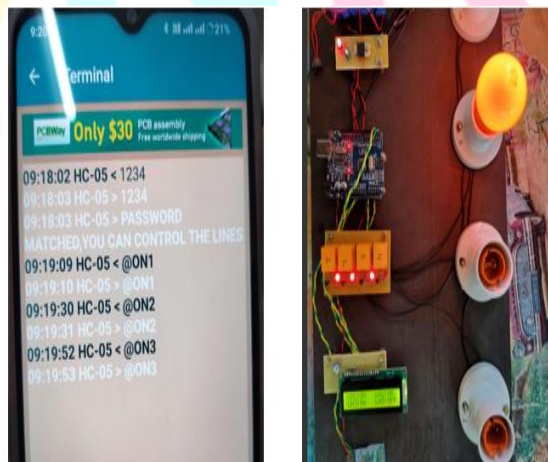 9:20
21%
← Terminal
PCBWay Only $30 PCB assembly
Free worldwide shipping
09:18:02 HC-05 < 1234
09:18:03 HC-05 > 1234
09:18:03 HC-05 > PASSWORD
MATCHED,YOU CAN CONTROL THE LINES
09:19:09 HC-05 < @ON1
09:19:10 HC-05 > @ON1
09:19:30 HC-05 < @ON2
09:19:31 HC-05 > @ON2
09:19:52 HC-05 < @ON3
09:19:53 HC-05 > @ON3